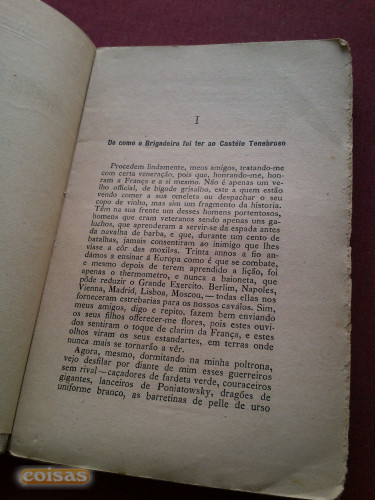 I
De como o Brigadeiro foi ter ao Castélo Tenebroso
Procedem lindamente, meus amigos, tratando-me
com certa veneração, pois que, honrando-me, hon-
ram a França e a si mesmo. Não é apenas um ve-
lho official, de bigode grisalho, este a quem estão
vendo comer a sua omeleta ou despachar o seu
copo de vinho, mas sim um fragmento da historia.
Têm na sua frente um desses homens portentosos,
homens que eram veteranos sendo apenas uns ga-
luchos, que aprenderam a servir-se da espada antes
da navalha de barba, e que, durante um cento de
batalhas, jamais consentiram ao inimigo que lhes
visse a côr das moxilas. Trinta annos a fio an-
dámos a ensinar á Europa como é que se combate,
e mesmo depois de terem aprendido a lição, foi
apenas o thermometro, e nunca a baioneta, que
póde reduzir o Grande Exercito. Berlim, Napoles,
Vienna, Madrid, Lisboa, Moscou, — todas ellas nos
forneceram estrebarias para os nossos caválos. Sim,
meus amigos, digo e repito, fazem bem enviando
os seus filhos offerecer-me flores, pois estes ouvi-
dos sentiram o toque de clarim da França, e estes
olhos viram os seus estandartes, em terras onde
nunca mais se tornarão a vêr.
Agora, mesmo, dormitando na minha poltrona,
vejo desfilar por diante de mim esses guerreiros
sem rival — caçadores de fardeta verde, couraceiros
gigantes, lanceiros de Poniatowsky, dragões de
uniforme branco, as barretinas de pelle de urso
coisas